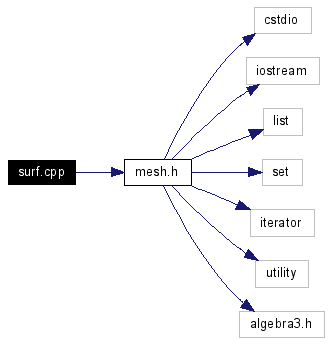 cstdio
iostream
list
surf.cpp
mesh.h
set
iterator
utility
algebra3.h